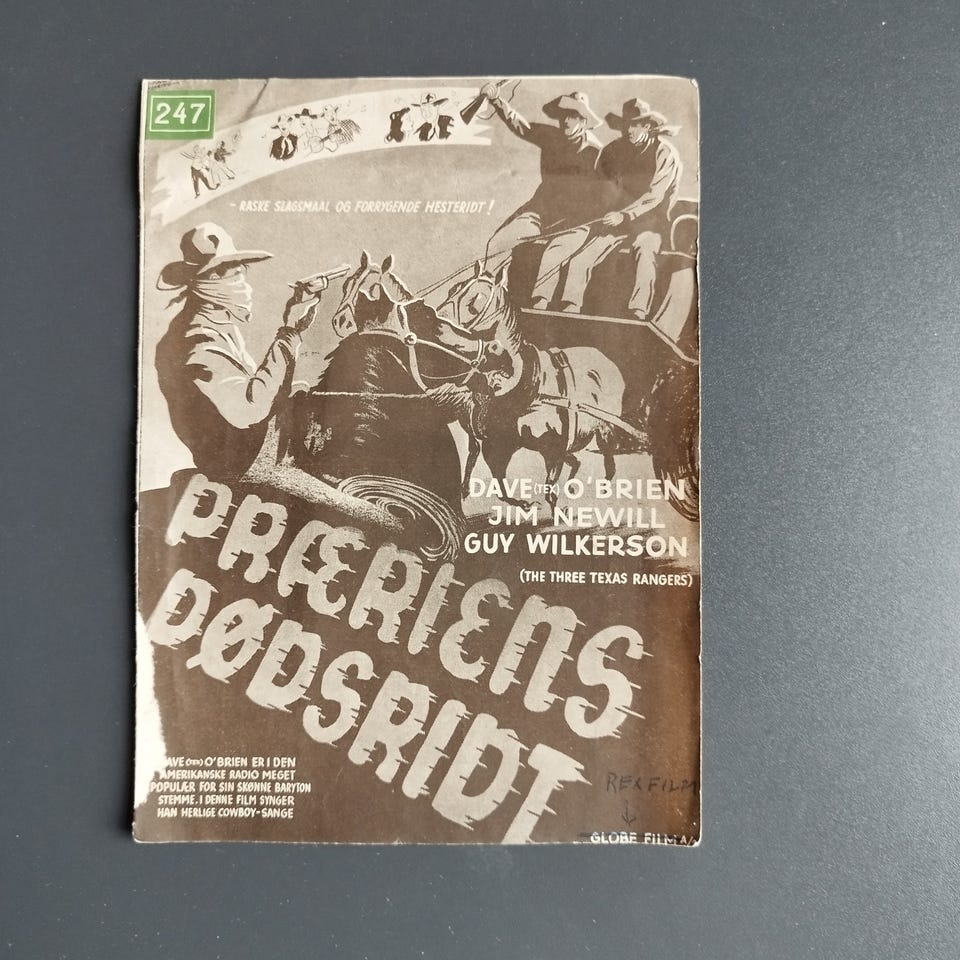 247
- RASKE SLAGSMAAL OG FORRYGENDE HESTERIDT!
DAVE (TEX) O'BRIEN
JIM NEWILL
GUY WILKERSON
(THE THREE TEXAS RANGERS)
PRÆRIENS
DØDSRIDT
DAVE (TEX) O'BRIEN ER I DEN
AMERIKANSKE RADIO MEGET
POPULÆR FOR SIN SKØNNE BARYTON
STEMME. I DENNE FILM SYNGER
HAN HERLIGE COWBOY-SANGE
REX FILM
GLOBE FILM